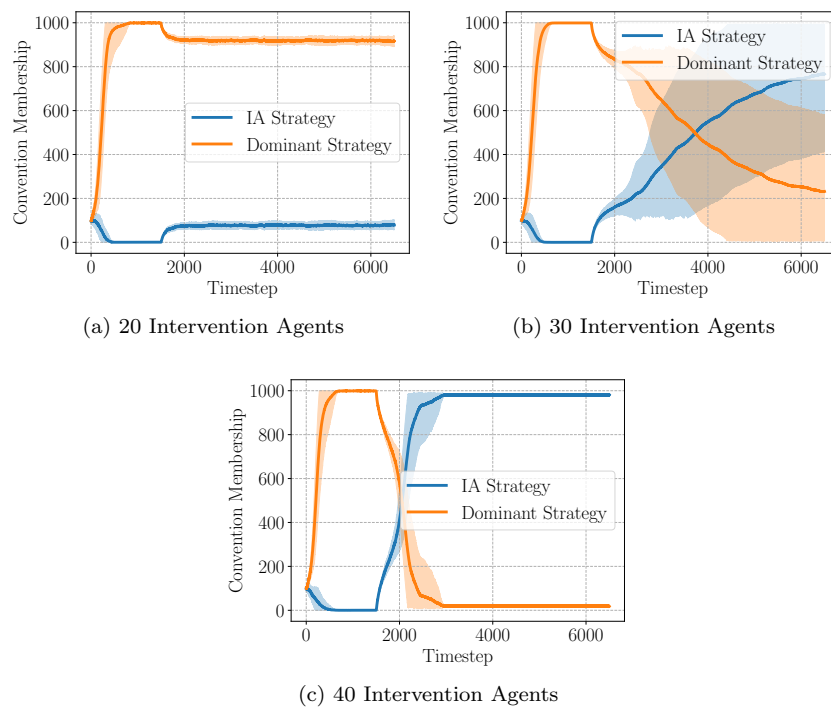 1000
800
600
400
200
0
Convention Membership
IA Strategy
Dominant Strategy
0
2000
4000
6000
Timestep
(a) 20 Intervention Agents
1000
800
600
400
200
0
Convention Membership
IA Strategy
Dominant Strategy
0
2000
4000
6000
Timestep
(b) 30 Intervention Agents
1000
800
600
400
200
0
Convention Membership
IA Strategy
Dominant Strategy
0
2000
4000
6000
Timestep
(c) 40 Intervention Agents